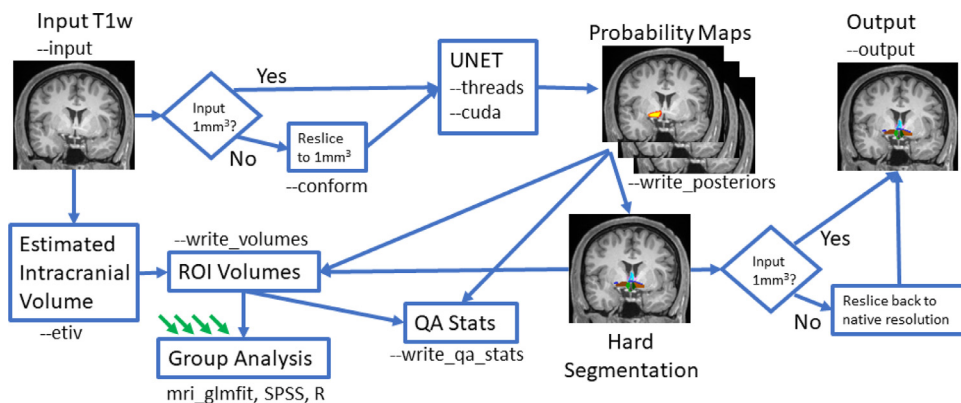 Input T1w
--input
Input
1mm³?
Yes
No
Reslice
to 1mm³
--conform
UNET
--threads
--cuda
Probability Maps
--write_posteriors
Output
--output
Estimated
Intracranial
Volume
--etiv
--write_volumes
ROI Volumes
QA Stats
--write_qa_stats
Group Analysis
mri_glmfit, SPSS, R
Hard
Segmentation
Input
1mm³?
Yes
No
Reslice back to
native resolution